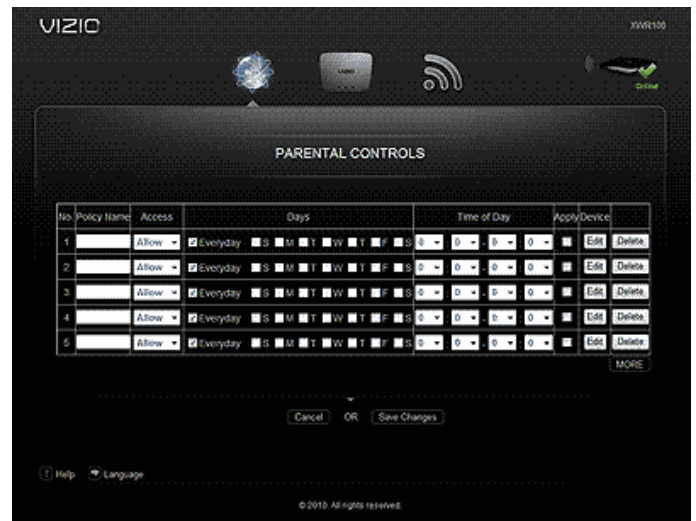 VIZIO XWR100
VIZIO
Online
PARENTAL CONTROLS
No. Policy Name Access Days Time of Day Apply Device
1 Allow Everyday S M T W T F S 0 : 0 - 0 : 0 Edit Delete
2 Allow Everyday S M T W T F S 0 : 0 - 0 : 0 Edit Delete
3 Allow Everyday S M T W T F S 0 : 0 - 0 : 0 Edit Delete
4 Allow Everyday S M T W T F S 0 : 0 - 0 : 0 Edit Delete
5 Allow Everyday S M T W T F S 0 : 0 - 0 : 0 Edit Delete
MORE
Cancel OR Save Changes
? Help Language
© 2010. All rights reserved.